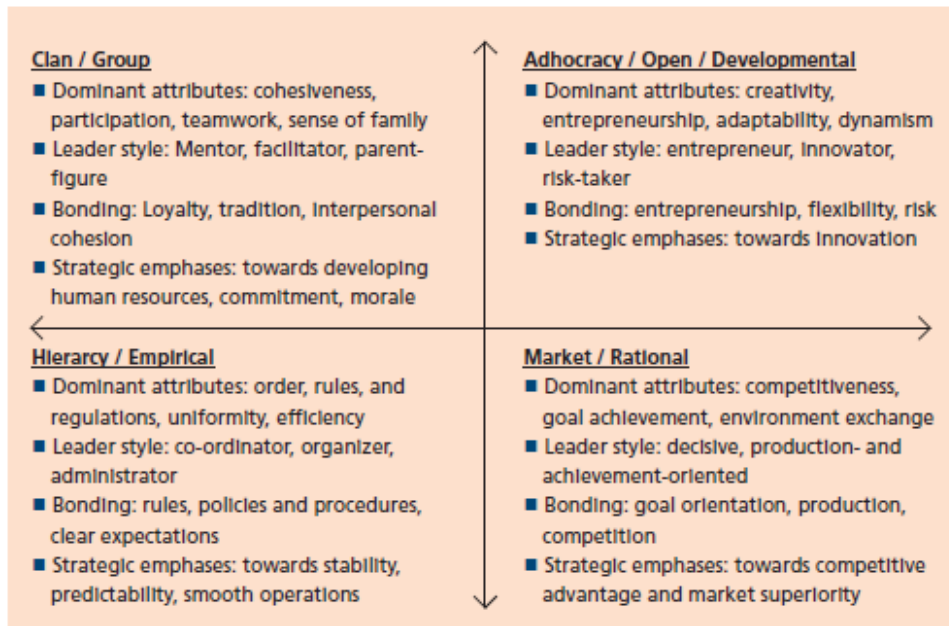 Clan / Group
■ Dominant attributes: cohesiveness,
participation, teamwork, sense of family
■ Leader style: Mentor, facilitator, parent-
figure
■ Bonding: Loyalty, tradition, interpersonal
cohesion
■ Strategic emphases: towards developing
human resources, commitment, morale
Adhocracy / Open / Developmental
■ Dominant attributes: creativity,
entrepreneurship, adaptability, dynamism
■ Leader style: entrepreneur, innovator,
risk-taker
■ Bonding: entrepreneurship, flexibility, risk
■ Strategic emphases: towards innovation
Hierarcy / Empirical
■ Dominant attributes: order, rules, and
regulations, uniformity, efficiency
■ Leader style: co-ordinator, organizer,
administrator
■ Bonding: rules, policies and procedures,
clear expectations
■ Strategic emphases: towards stability,
predictability, smooth operations
Market / Rational
■ Dominant attributes: competitiveness,
goal achievement, environment exchange
■ Leader style: decisive, production- and
achievement-oriented
■ Bonding: goal orientation, production,
competition
■ Strategic emphases: towards competitive
advantage and market superiority